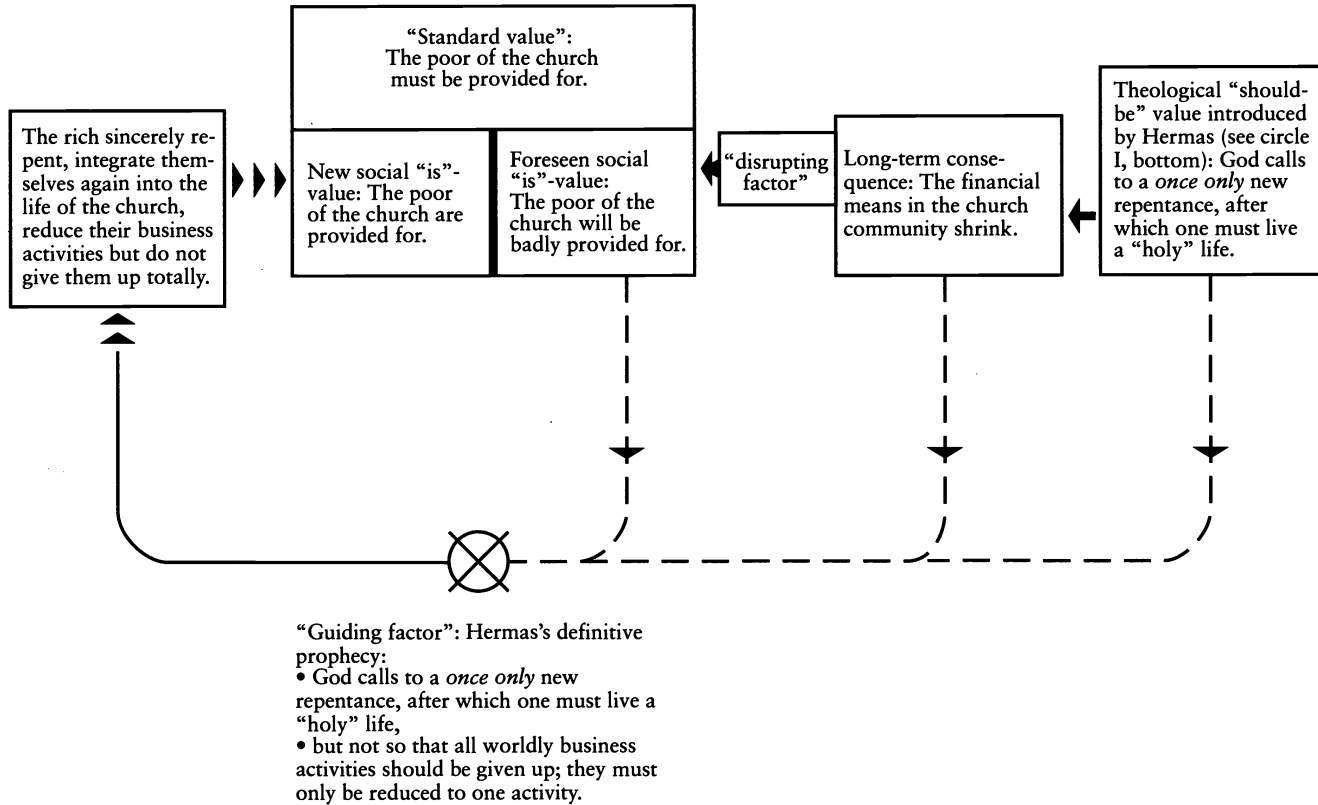 “Standard value”:
The poor of the church
must be provided for.
The rich sincerely re-
pent, integrate them-
selves again into the
life of the church,
reduce their business
activities but do not
give them up totally.
New social “is”-
value: The poor
of the church are
provided for.
Foreseen social
“is”-value:
The poor of the
church will be
badly provided for.
“disrupting
factor”
Long-term conse-
quence: The financial
means in the church
community shrink.
Theological “should-
be” value introduced
by Hermas (see circle
I, bottom): God calls
to a once only new
repentance, after
which one must live
a “holy” life.
“Guiding factor”: Hermas’s definitive
prophecy:
• God calls to a once only new
repentance, after which one must live a
“holy” life,
• but not so that all worldly business
activities should be given up; they must
only be reduced to one activity.